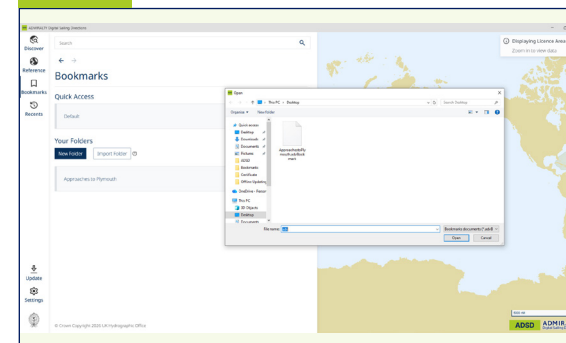 ADMIRALTY Digital Sailing Directions
Discover
Search
Displaying Licence Area
Zoom in to view data
Reference
Bookmarks
Bookmarks
Recents
Quick Access
Default
Your Folders
New Folder
Import Folder
Approaches to Plymouth
Open
This PC > Desktop
Search Desktop
Organise
New folder
Quick access
Desktop
Downloads
Documents
Pictures
ADSD
Bookmarks
Certificate
Offline Updating
OneDrive
This PC
3D Objects
Desktop
Documents
File name:
Bookmarks documents
Open
Cancel
Update
Settings
© Crown Copyright 2023 UK Hydrographic Office
ADSD